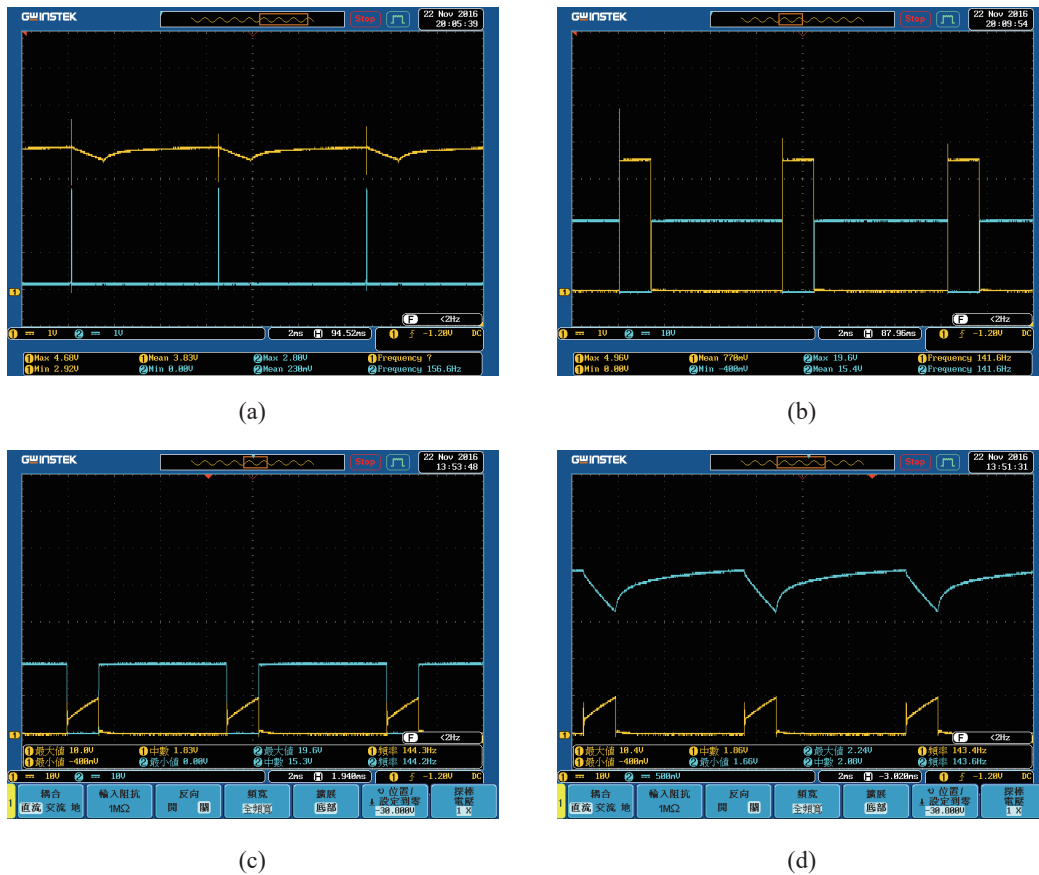 GWINSTEK
Stop
22 Nov 2016
20:05:39
1
F <2Hz
1 1V 2 1V
2ms H 94.52ms
1 -1.20V DC
1 Max 4.68V 1 Mean 3.83V 2 Max 2.80V 1 Frequency ?
1 Min 2.92V 2 Min 0.00V 2 Mean 230mV 2 Frequency 156.6Hz
(a)
GWINSTEK
Stop
22 Nov 2016
20:09:54
1
F <2Hz
1 1V 2 10V
2ms H 87.96ms
1 -1.20V DC
1 Max 4.96V 1 Mean 770mV 2 Max 19.6V 1 Frequency 141.6Hz
1 Min 0.00V 2 Min -400mV 2 Mean 15.4V 2 Frequency 141.6Hz
(b)
GWINSTEK
Stop
22 Nov 2016
13:53:48
F <2Hz
1 最大值 10.0V 1 中數 1.83V 2 最大值 19.6V 1 頻率 144.3Hz
1 最小值 -400mV 2 最小值 0.00V 2 中數 15.3V 2 頻率 144.2Hz
1 10V 2 10V
2ms H 1.940ms
1 -1.20V DC
1
耦合 輸入阻抗 反向 頻寬 擴展 位置/ 探棒
設定到零 電壓
直流 交流 地 1MΩ 開 關 全頻寬 底部 -30.800V 1 X
(c)
GWINSTEK
Stop
22 Nov 2016
13:51:31
F <2Hz
1 最大值 10.4V 1 中數 1.86V 2 最大值 2.24V 1 頻率 143.4Hz
1 最小值 -400mV 2 最小值 1.66V 2 中數 2.08V 2 頻率 143.6Hz
1 10V 2 500mV
2ms H -3.020ms
1 -1.20V DC
1
耦合 輸入阻抗 反向 頻寬 擴展 位置/ 探棒
設定到零 電壓
直流 交流 地 1MΩ 開 關 全頻寬 底部 -30.800V 1 X
(d)